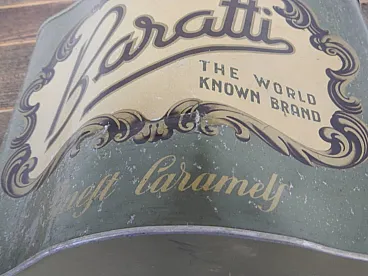 Baratti
THE WORLD
KNOWN BRAND
Caramels